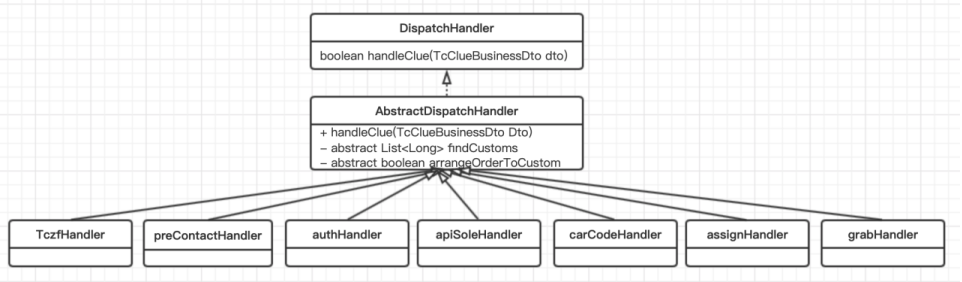 DispatchHandler
boolean handleClue(TcClueBusinessDto dto)
AbstractDispatchHandler
+ handleClue(TcClueBusinessDto Dto)
- abstract List<Long> findCustoms
- abstract boolean arrangeOrderToCustom
TczfHandler
preContactHandler
authHandler
apiSoleHandler
carCodeHandler
assignHandler
grabHandler